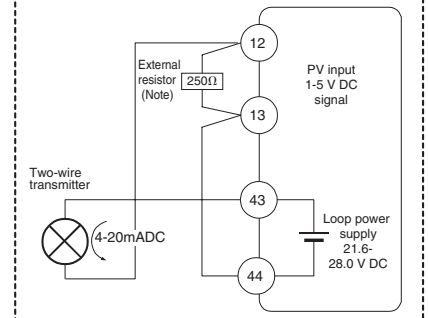 12
External
resistor
(Note)
250Ω
PV input
1-5 V DC
signal
13
Two-wire
transmitter
4-20mADC
43
Loop power
supply
21.6-
28.0 V DC
44